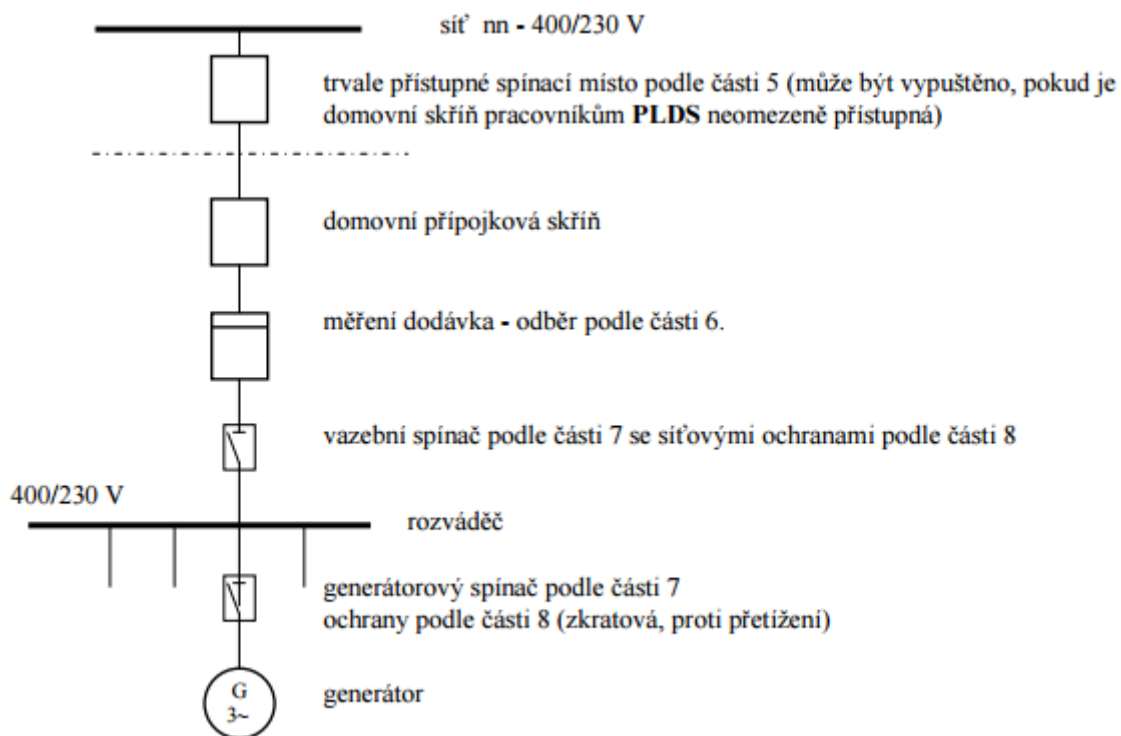 síť nn - 400/230 V
trvale přístupné spínací místo podle části 5 (může být vypuštěno, pokud je
domovní skříň pracovníkům PLDS neomezeně přístupná)
domovní přípojková skříň
měření dodávka - odběr podle části 6.
vazební spínač podle části 7 se síťovými ochranami podle části 8
400/230 V
rozváděč
generátorový spínač podle části 7
ochrany podle části 8 (zkratová, proti přetížení)
G
3~
generátor